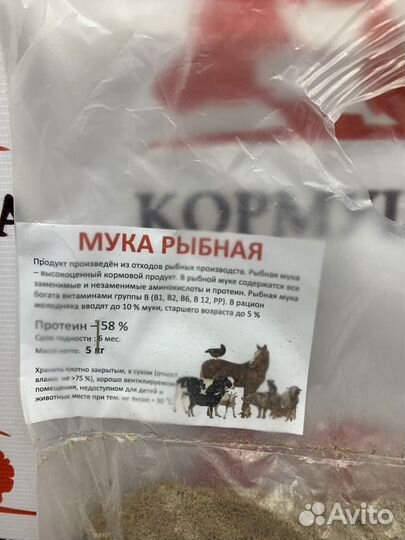 КОРМ
МУКА РЫБНАЯ
Продукт произведён из отходов рыбных производств. Рыбная мука
– высокоценный кормовой продукт. В рыбной муке содержатся все
заменимые и незаменимые аминокислоты и протеин. Рыбная мука
богата витаминами группы В (В1, В2, В6, В 12, РР). В рацион
молодняка вводят до 10 % муки, старшего возраста до 5 %
Протеин – 58 %
Срок годности : 6 мес.
Масса нетто: 5 кг
Хранить плотно закрытым, в сухом (относит.
влажн. не >75 %), хорошо вентилируемом
помещении, недоступном для детей и
животных месте при тем. не выше + 30 °С
Avito